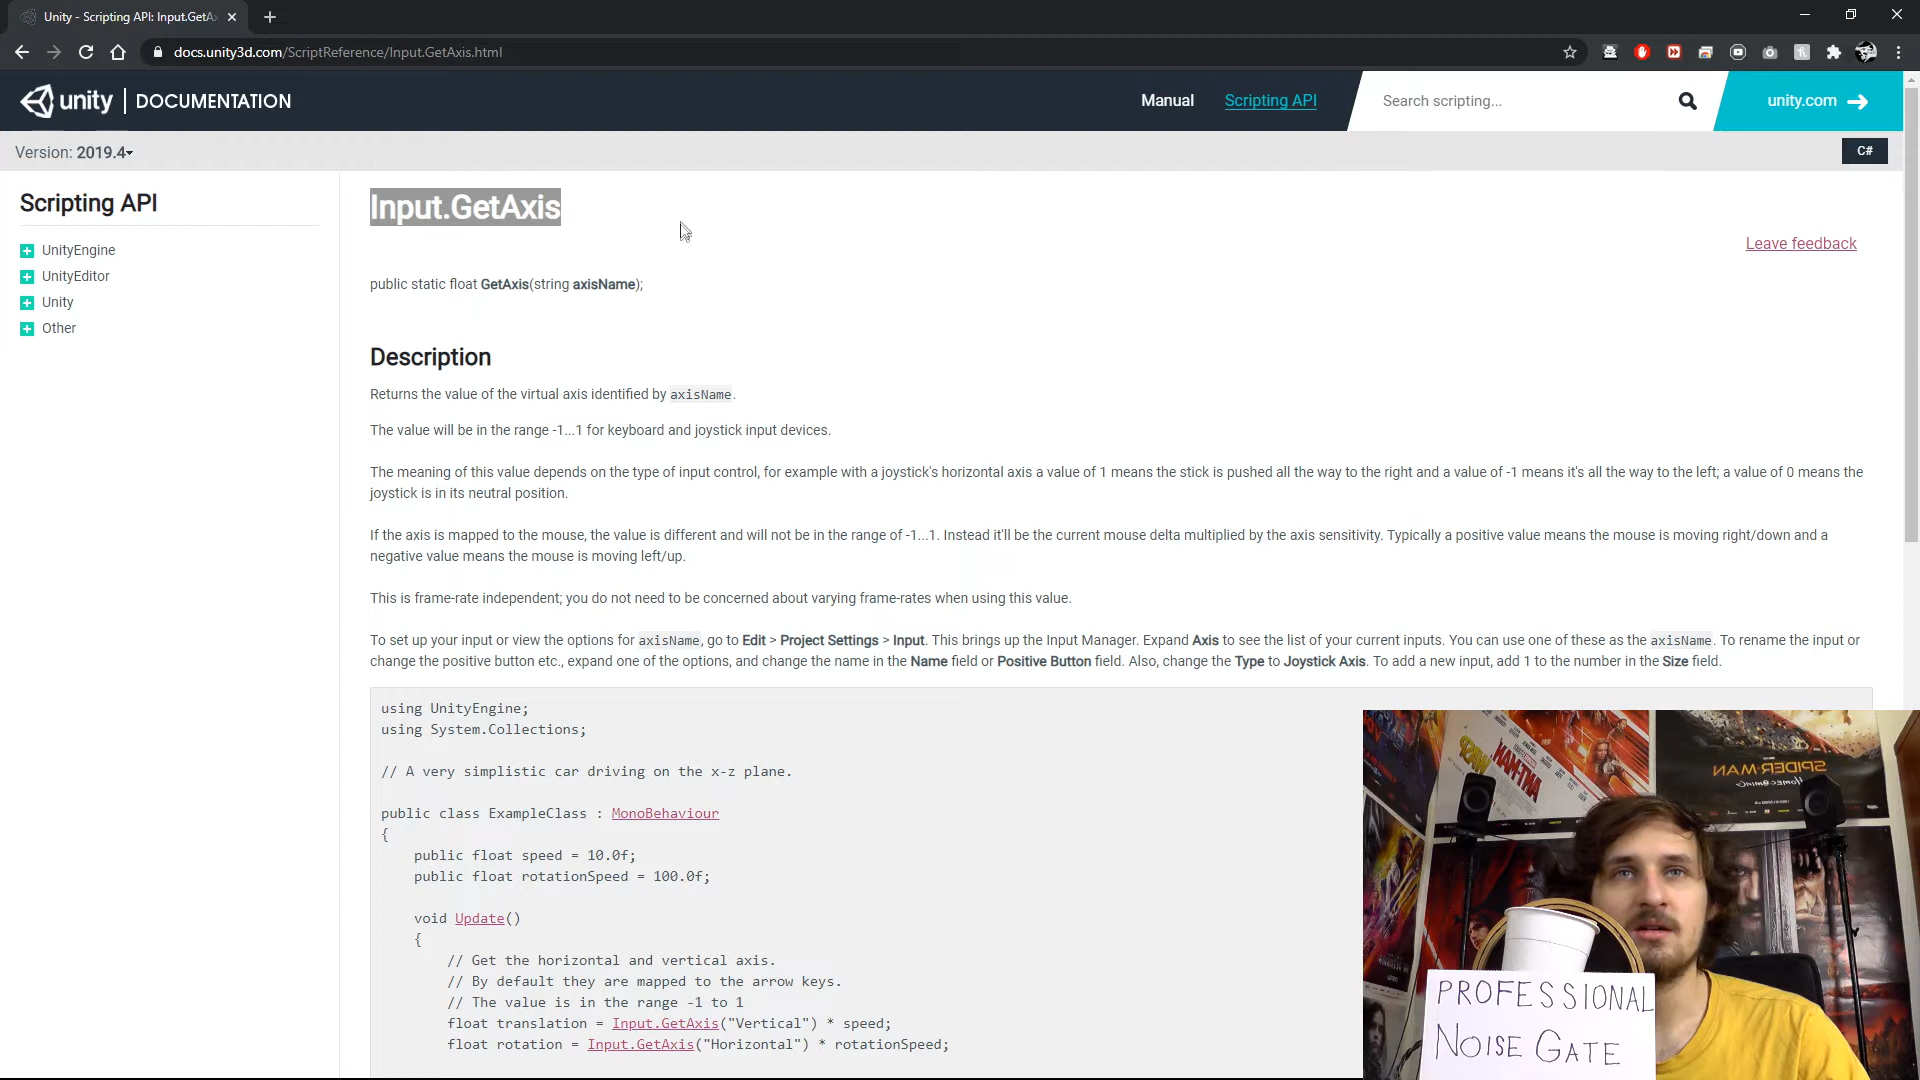 Unity - Scripting API: Input.GetA
docs.unity3d.com/ScriptReference/Input.GetAxis.html
unity | DOCUMENTATION
Manual
Scripting API
Search scripting...
unity.com
Version: 2019.4
C#
Scripting API
UnityEngine
UnityEditor
Unity
Other
Input.GetAxis
Leave feedback
public static float GetAxis(string axisName);
Description
Returns the value of the virtual axis identified by axisName.
The value will be in the range -1...1 for keyboard and joystick input devices.
The meaning of this value depends on the type of input control, for example with a joystick's horizontal axis a value of 1 means the stick is pushed all the way to the right and a value of -1 means it's all the way to the left; a value of 0 means the
joystick is in its neutral position.
If the axis is mapped to the mouse, the value is different and will not be in the range of -1...1. Instead it'll be the current mouse delta multiplied by the axis sensitivity. Typically a positive value means the mouse is moving right/down and a
negative value means the mouse is moving left/up.
This is frame-rate independent; you do not need to be concerned about varying frame-rates when using this value.
To set up your input or view the options for axisName, go to Edit > Project Settings > Input. This brings up the Input Manager. Expand Axis to see the list of your current inputs. You can use one of these as the axisName. To rename the input or
change the positive button etc., expand one of the options, and change the name in the Name field or Positive Button field. Also, change the Type to Joystick Axis. To add a new input, add 1 to the number in the Size field.
using UnityEngine;
using System.Collections;
// A very simplistic car driving on the x-z plane.
public class ExampleClass : MonoBehaviour
{
public float speed = 10.0f;
public float rotationSpeed = 100.0f;
void Update()
{
// Get the horizontal and vertical axis.
// By default they are mapped to the arrow keys.
// The value is in the range -1 to 1
float translation = Input.GetAxis("Vertical") * speed;
float rotation = Input.GetAxis("Horizontal") * rotationSpeed;
SPIDER-MAN
HOMECOMING
ANT-MAN
PROFESSIONAL
NOISE GATE